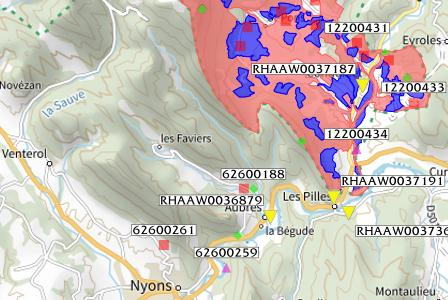 12200431
Eyroles
RHAAW0037187
Novézan
12200433
la Sauve
12200434
les Faviers
Venterol
62600188
RHAAW0037191
Les Pilles
RHAAW0036879
Aubres
62600261
la Bégude
RHAAW003736
62600259
Nyons
Montaulieu